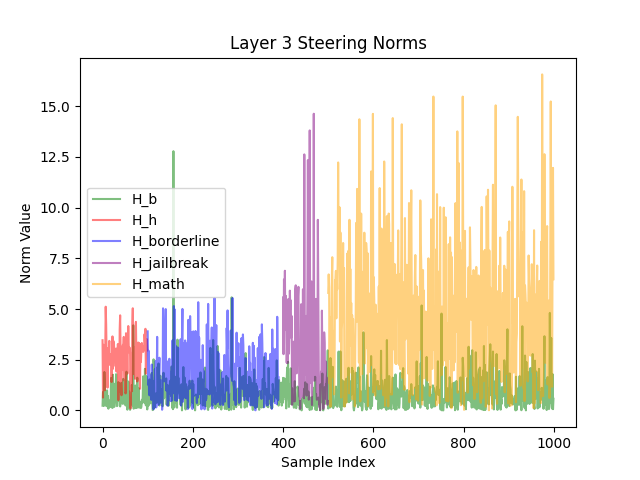 Layer 3 Steering Norms
Norm Value
15.0
12.5
10.0
7.5
5.0
2.5
0.0
H_b
H_h
H_borderline
H_jailbreak
H_math
0 200 400 600 800 1000
Sample Index